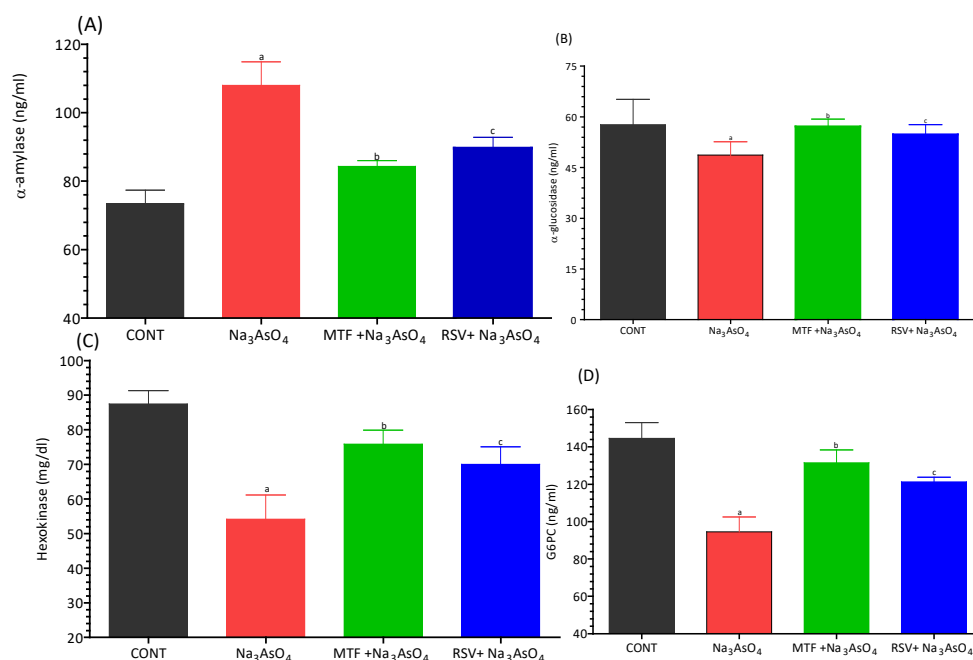 (A)
α-amylase (ng/ml)
120
100
80
60
40
a
b
c
CONT
Na₃AsO₄
MTF +Na₃AsO₄
RSV+ Na₃AsO₄
(B)
α-glucosidase (ng/ml)
75
60
45
30
15
0
a
b
c
CONT
Na₃AsO₄
MTF +Na₃AsO₄
RSV+ Na₃AsO₄
(C)
Hexokinase (mg/dl)
100
90
80
70
60
50
40
30
20
a
b
c
CONT
Na₃AsO₄
MTF +Na₃AsO₄
RSV+ Na₃AsO₄
(D)
G6PC (ng/ml)
160
140
120
100
80
60
40
a
b
c
CONT
Na₃AsO₄
MTF +Na₃AsO₄
RSV+ Na₃AsO₄